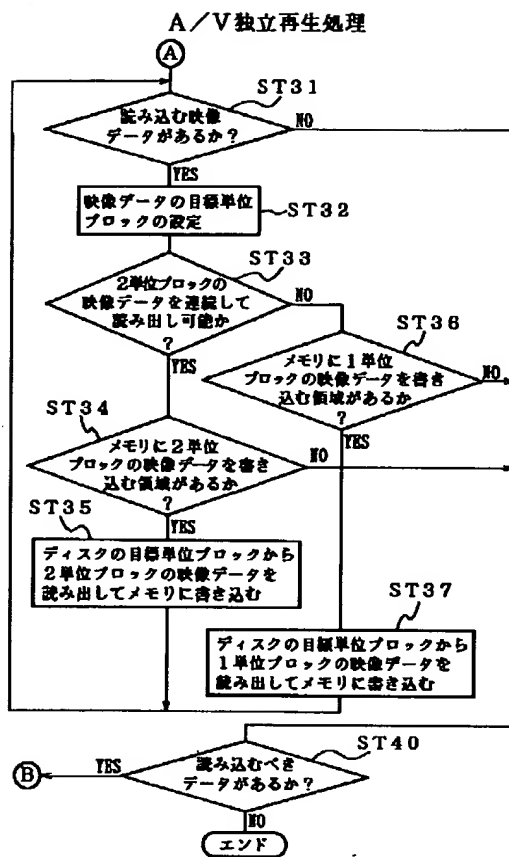 A/V独立再生処理
A
ST31
読み込む映像
データがあるか?
NO
YES
映像データの目標単位
ブロックの設定
ST32
ST33
2単位ブロックの
映像データを連続して
読み出し可能か
?
NO
YES
ST36
メモリに1単位
ブロックの映像データを書き
込む領域があるか
?
NO
YES
ST34
メモリに2単位
ブロックの映像データを書き
込む領域があるか
?
NO
YES
ST35
ディスクの目標単位ブロックから
2単位ブロックの映像データを
読み出してメモリに書き込む
ST37
ディスクの目標単位ブロックから
1単位ブロックの映像データを
読み出してメモリに書き込む
ST40
読み込むべき
データがあるか?
YES
B
NO
エンド